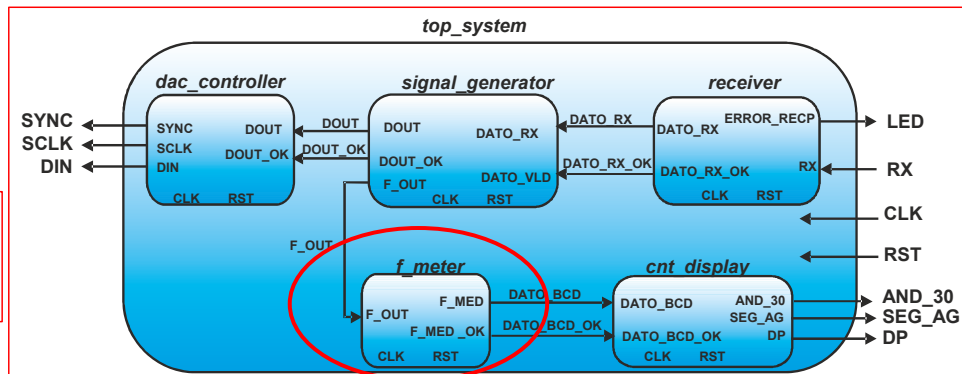 top_system
dac_controller
signal_generator
receiver
SYNC
SCLK
DIN
SYNC
SCLK
DIN
DOUT
DOUT_OK
CLK RST
DOUT
DOUT_OK
DOUT
DOUT_OK
F_OUT
DATO_RX
DATO_VLD
CLK RST
DATO_RX
DATO_RX_OK
DATO_RX
DATO_RX_OK
ERROR_RECP
RX
CLK RST
LED
RX
CLK
RST
F_OUT
f_meter
F_OUT
F_MED
F_MED_OK
CLK RST
DATO_BCD
DATO_BCD_OK
cnt_display
DATO_BCD
DATO_BCD_OK
AND_30
SEG_AG
DP
CLK RST
AND_30
SEG_AG
DP